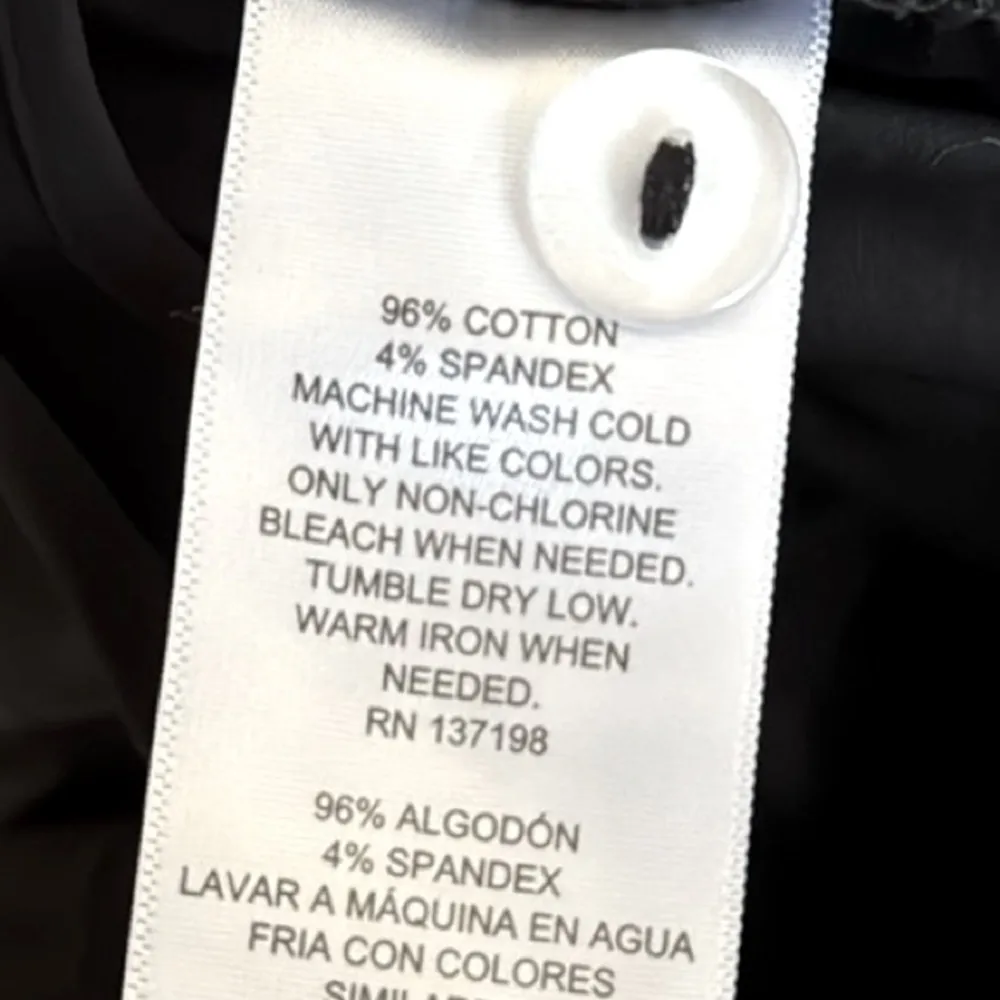 96% COTTON
4% SPANDEX
MACHINE WASH COLD
WITH LIKE COLORS.
ONLY NON-CHLORINE
BLEACH WHEN NEEDED.
TUMBLE DRY LOW.
WARM IRON WHEN
NEEDED.
RN 137198
96% ALGODÓN
4% SPANDEX
LAVAR A MÁQUINA EN AGUA
FRIA CON COLORES